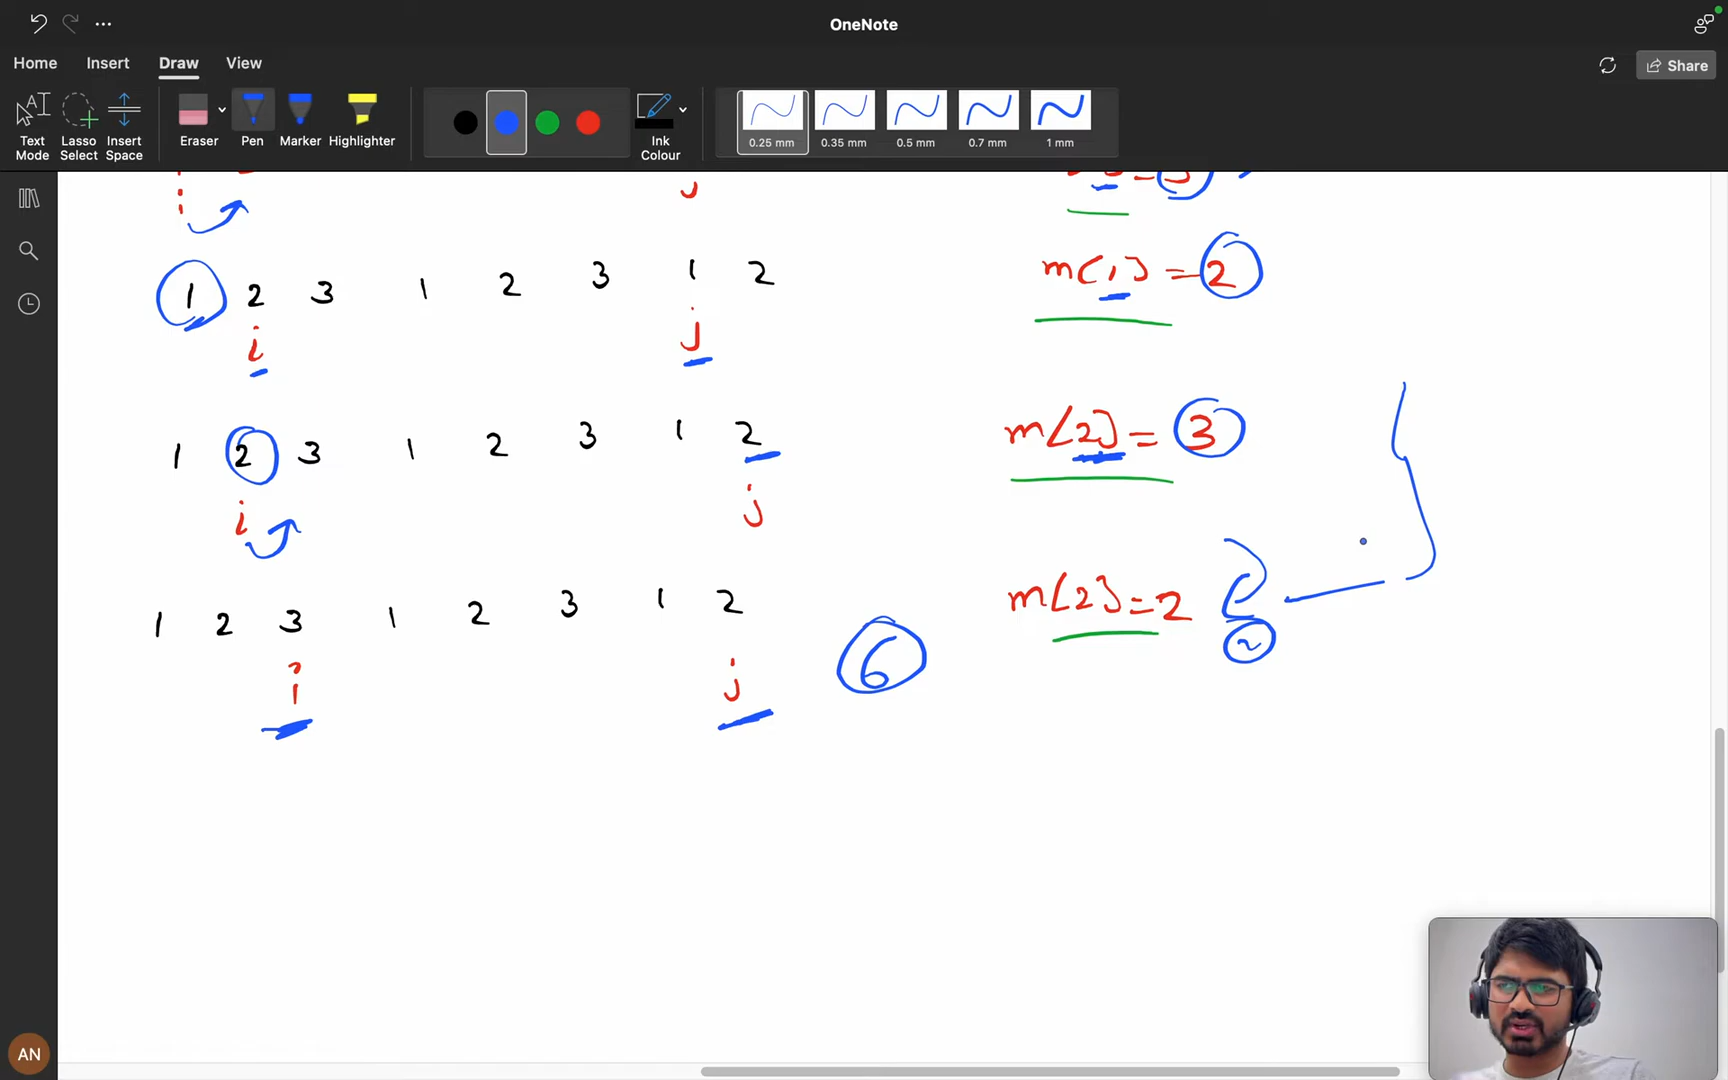 OneNote
Home Insert Draw View
Share
Text Mode
Lasso Select
Insert Space
Eraser
Pen
Marker
Highlighter
Ink Colour
0.25 mm
0.35 mm
0.5 mm
0.7 mm
1 mm
i j
1 2 3 1 2 3 1 2 m(1) = 2
i j
1 2 3 1 2 3 1 2 m[2] = 3
i j
1 2 3 1 2 3 1 2 m[2] = 2
2
i j 6
AN